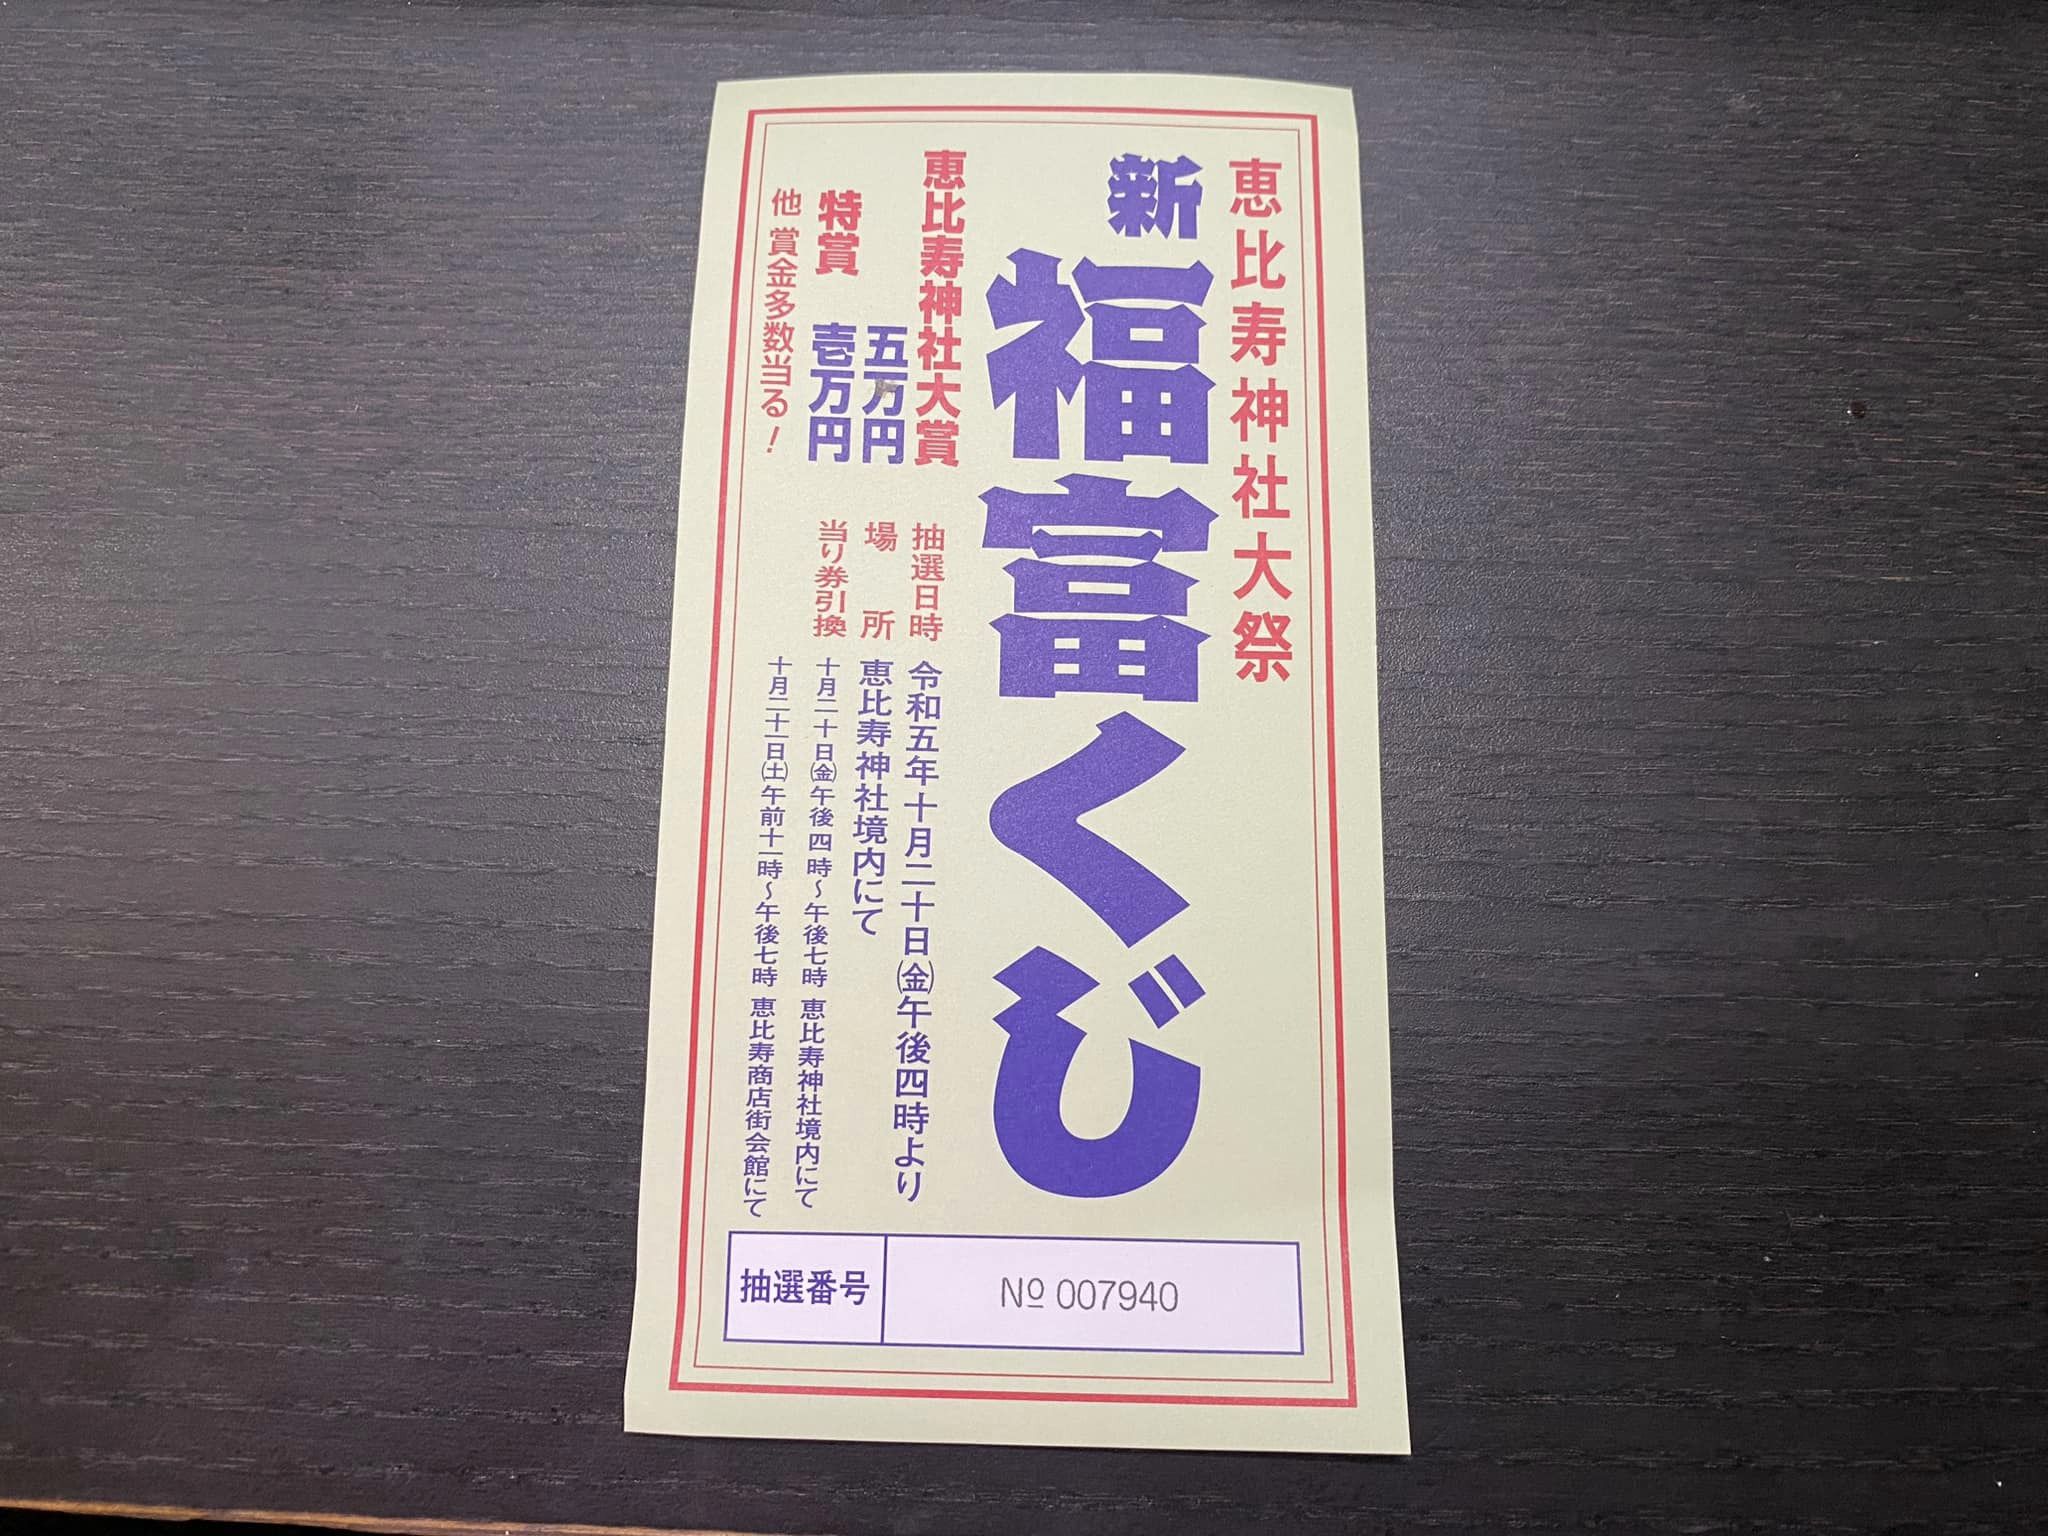 恵比寿神社大祭
新 福富くじ
恵比寿神社大賞
五万円
特賞 壱万円
他 賞金多数当る!
抽選日時 令和五年十月二十日㈮午後四時より
場所 恵比寿神社境内にて
当り券引換 十月二十日㈮午後四時～午後七時 恵比寿神社境内にて
十月二十一日㈯午前十一時～午後七時 恵比寿商店街会館にて
抽選番号 № 007940